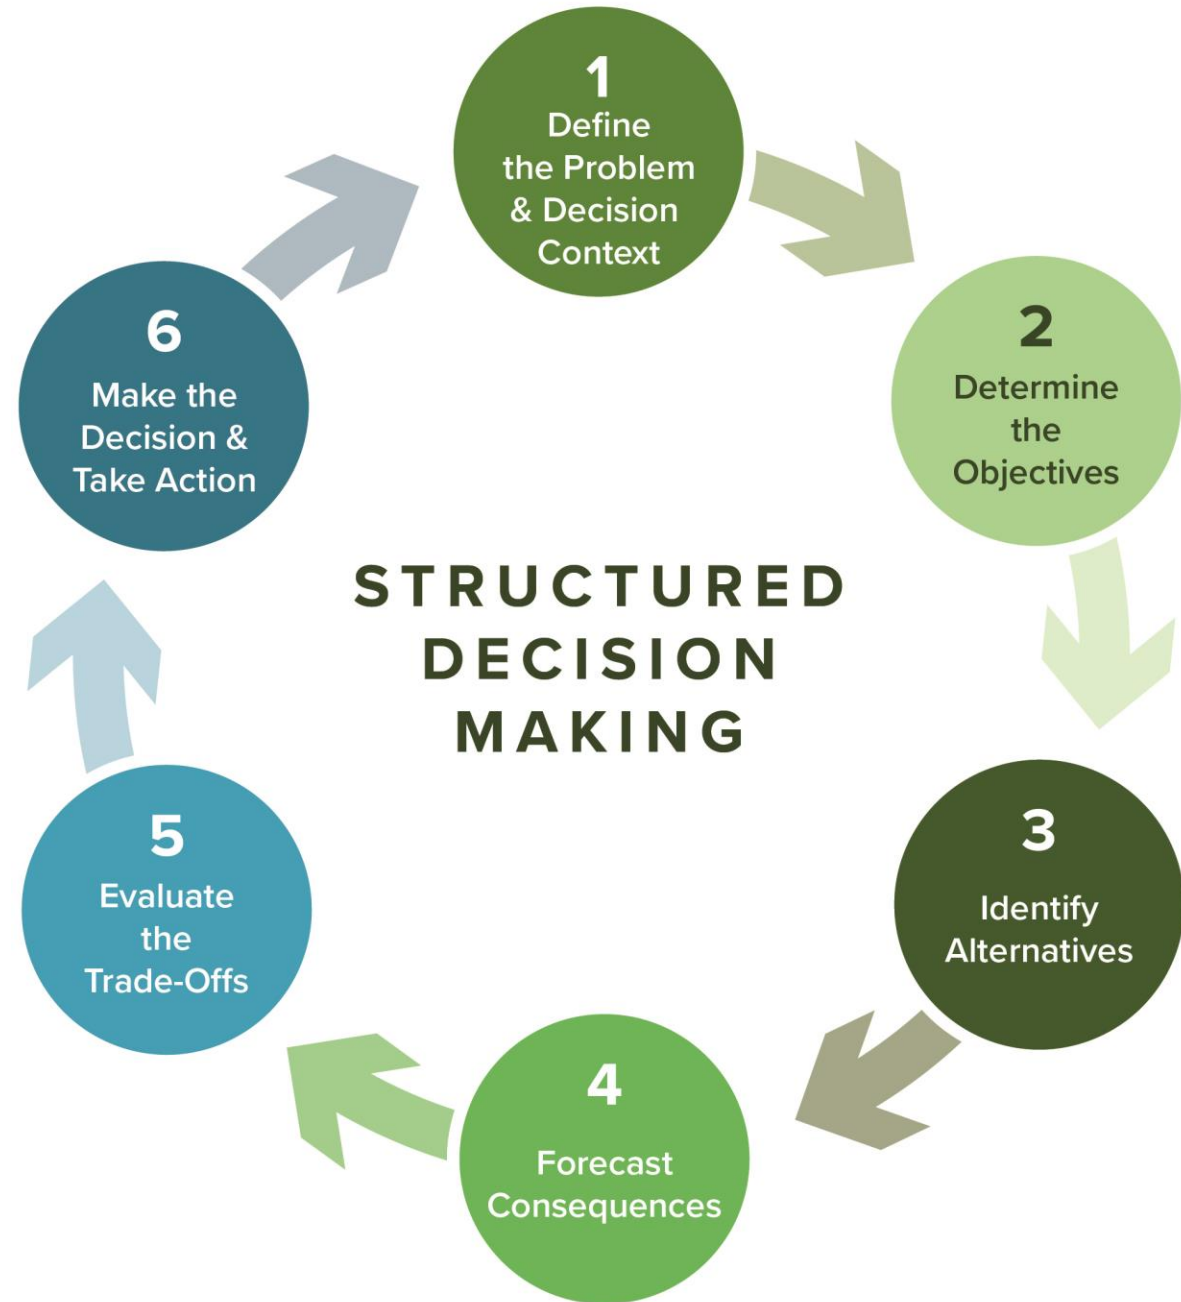 1
Define
the Problem
& Decision
Context
2
Determine
the
Objectives
3
Identify
Alternatives
4
Forecast
Consequences
5
Evaluate
the
Trade-Offs
6
Make the
Decision &
Take Action
STRUCTURED
DECISION
MAKING